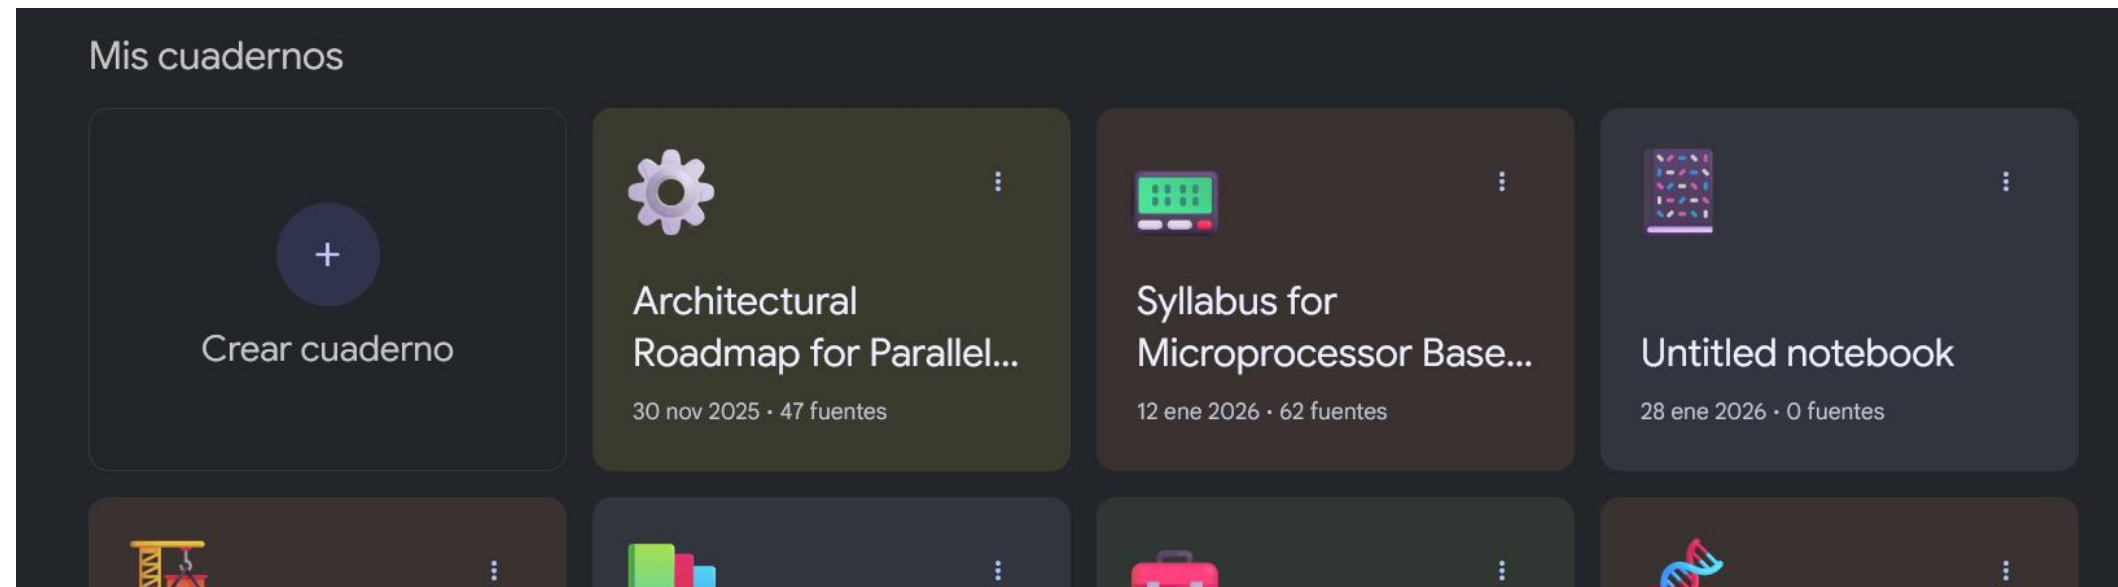 Mis cuadernos
+
Crear cuaderno
Architectural
Roadmap for Parallel...
30 nov 2025 • 47 fuentes
Syllabus for
Microprocessor Base...
12 ene 2026 • 62 fuentes
Untitled notebook
28 ene 2026 • 0 fuentes